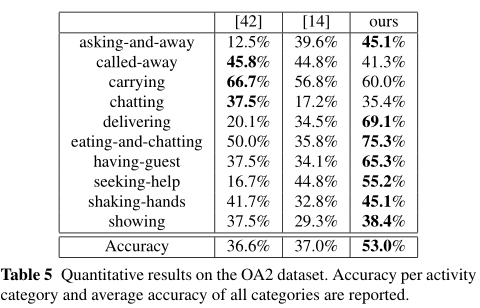 [42] [14] ours
asking-and-away 12.5% 39.6% 45.1%
called-away 45.8% 44.8% 41.3%
carrying 66.7% 56.8% 60.0%
chatting 37.5% 17.2% 35.4%
delivering 20.1% 34.5% 69.1%
eating-and-chatting 50.0% 35.8% 75.3%
having-guest 37.5% 34.1% 65.3%
seeking-help 16.7% 44.8% 55.2%
shaking-hands 41.7% 32.8% 45.1%
showing 37.5% 29.3% 38.4%
Accuracy 36.6% 37.0% 53.0%
Table 5 Quantitative results on the OA2 dataset. Accuracy per activity
category and average accuracy of all categories are reported.